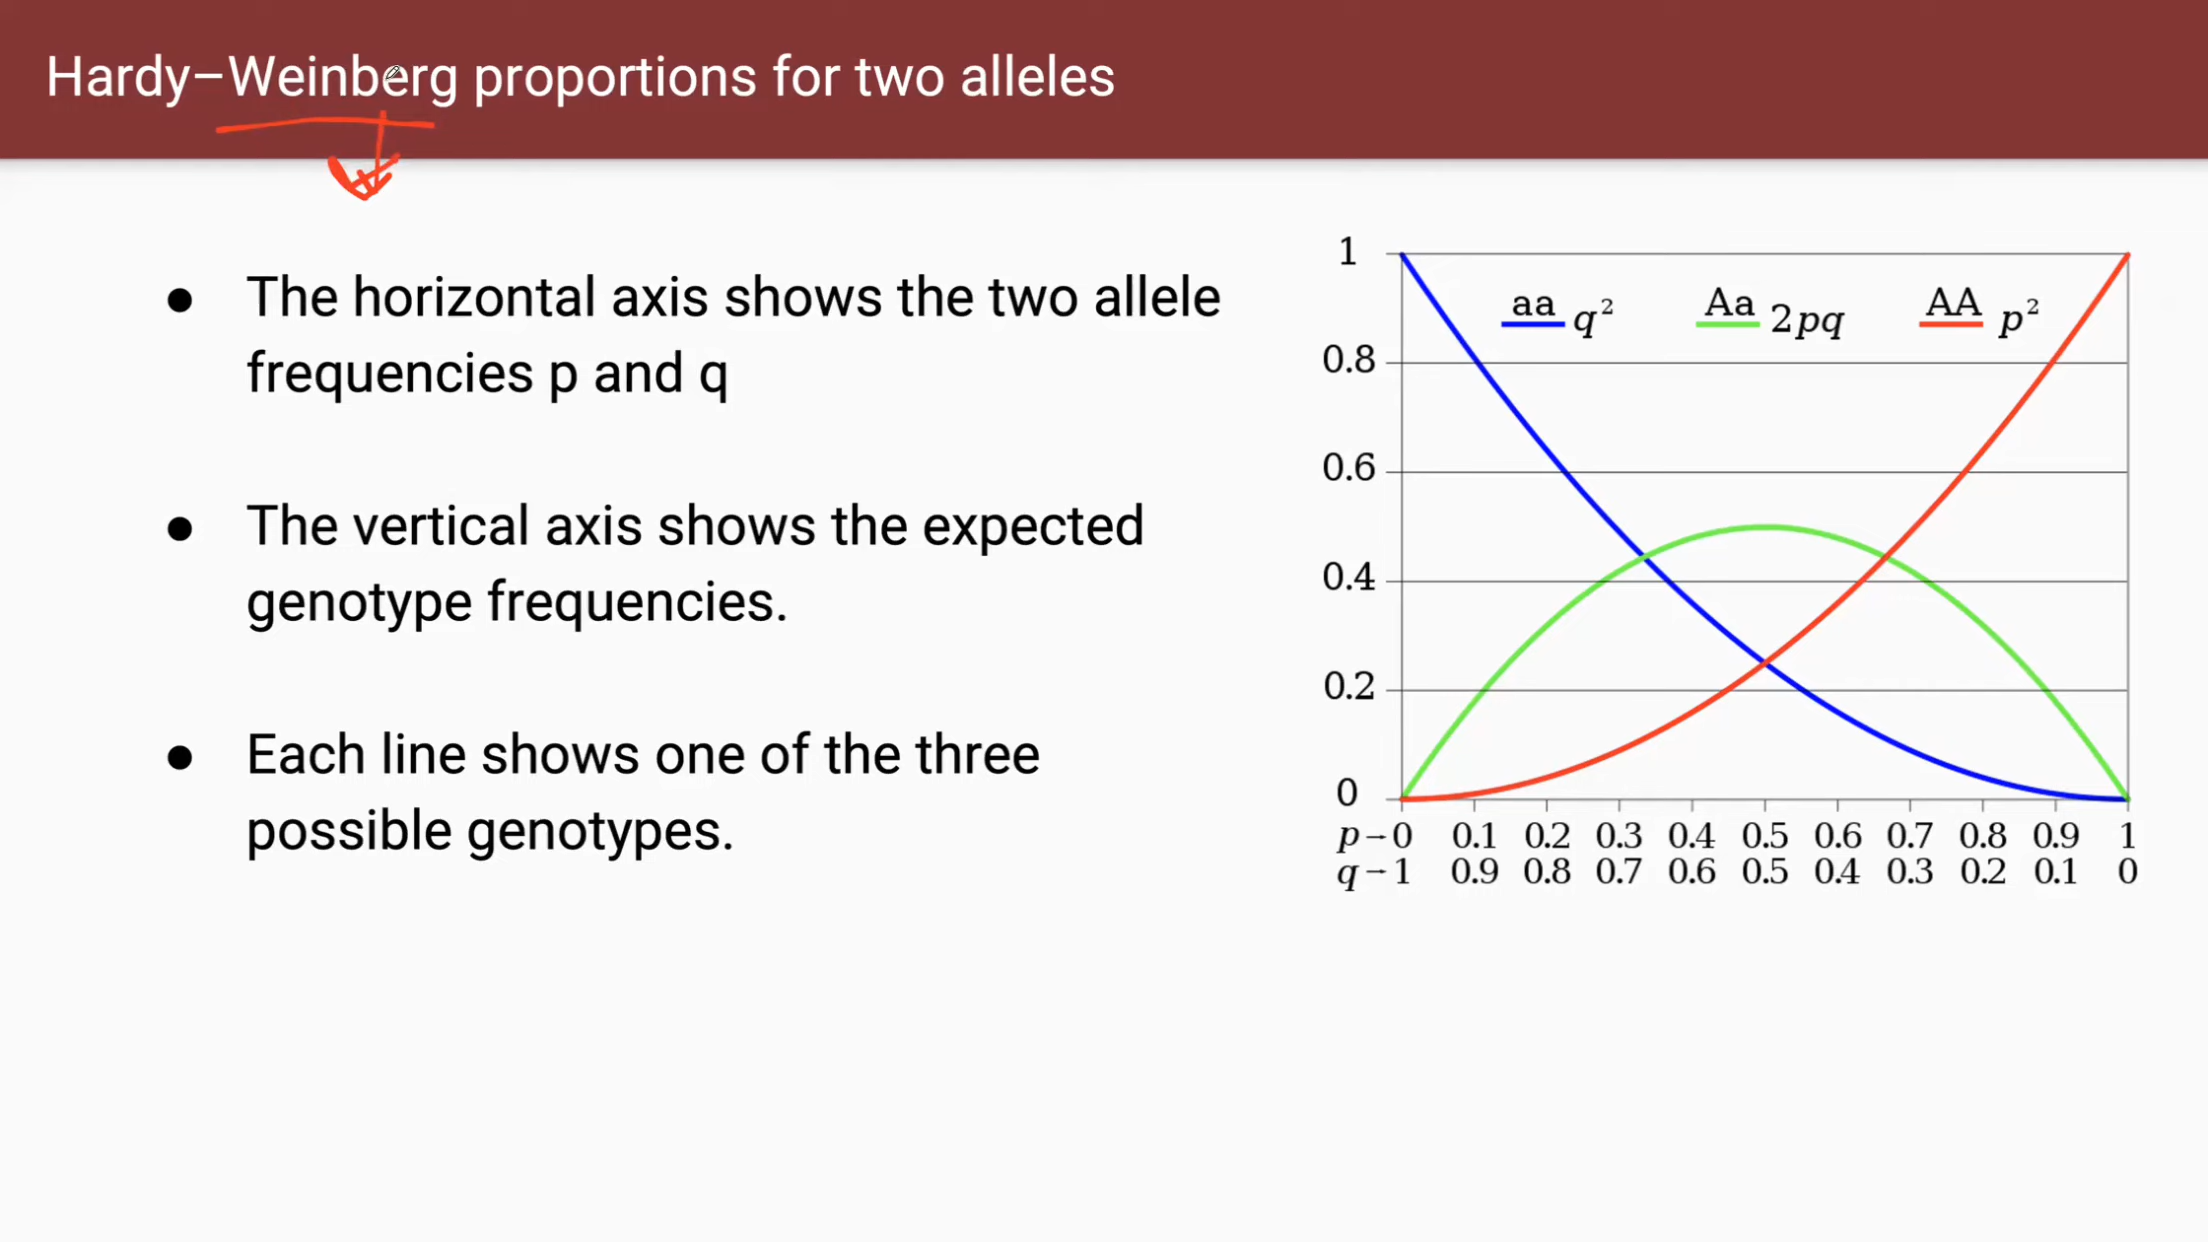 Hardy–Weinberg proportions for two alleles
● The horizontal axis shows the two allele
frequencies p and q
● The vertical axis shows the expected
genotype frequencies.
● Each line shows one of the three
possible genotypes.
1
aa q² Aa 2pq AA p²
0.8
0.6
0.4
0.2
0
p→0 0.1 0.2 0.3 0.4 0.5 0.6 0.7 0.8 0.9 1
q→1 0.9 0.8 0.7 0.6 0.5 0.4 0.3 0.2 0.1 0